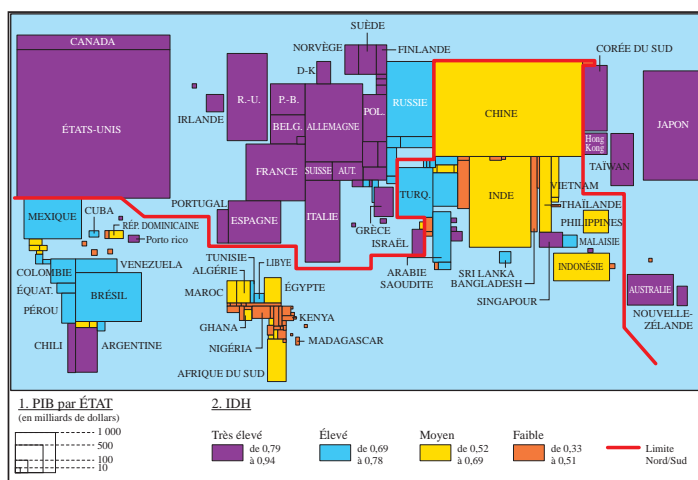 CANADA
ÉTATS-UNIS
IRLANDE
R.-U.
SUÈDE
NORVÈGE
FINLANDE
D-K
P.-B.
BELG.
ALLEMAGNE
POL.
RUSSIE
FRANCE
SUISSE
AUT.
PORTUGAL
ESPAGNE
ITALIE
GRÈCE
ISRAËL
TURQ.
CHINE
CORÉE DU SUD
Hong
Kong
TAÏWAN
JAPON
INDE
VIETNAM
THAÏLANDE
PHILIPPINES
MALAISIE
INDONÉSIE
ARABIE
SAOUDITE
SRI LANKA
BANGLADESH
SINGAPOUR
AUSTRALIE
NOUVELLE-
ZÉLANDE
MEXIQUE
CUBA
RÉP. DOMINICAINE
Porto rico
COLOMBIE
VENEZUELA
ÉQUAT.
BRÉSIL
PÉROU
CHILI
ARGENTINE
TUNISIE
LIBYE
ALGÉRIE
MAROC
ÉGYPTE
GHANA
KENYA
NIGÉRIA
MADAGASCAR
AFRIQUE DU SUD
1. PIB par ÉTAT
(en milliards de dollars)
1 000
500
100
10
2. IDH
Très élevé
de 0,79
à 0,94
Élevé
de 0,69
à 0,78
Moyen
de 0,52
à 0,69
Faible
de 0,33
à 0,51
Limite
Nord/Sud